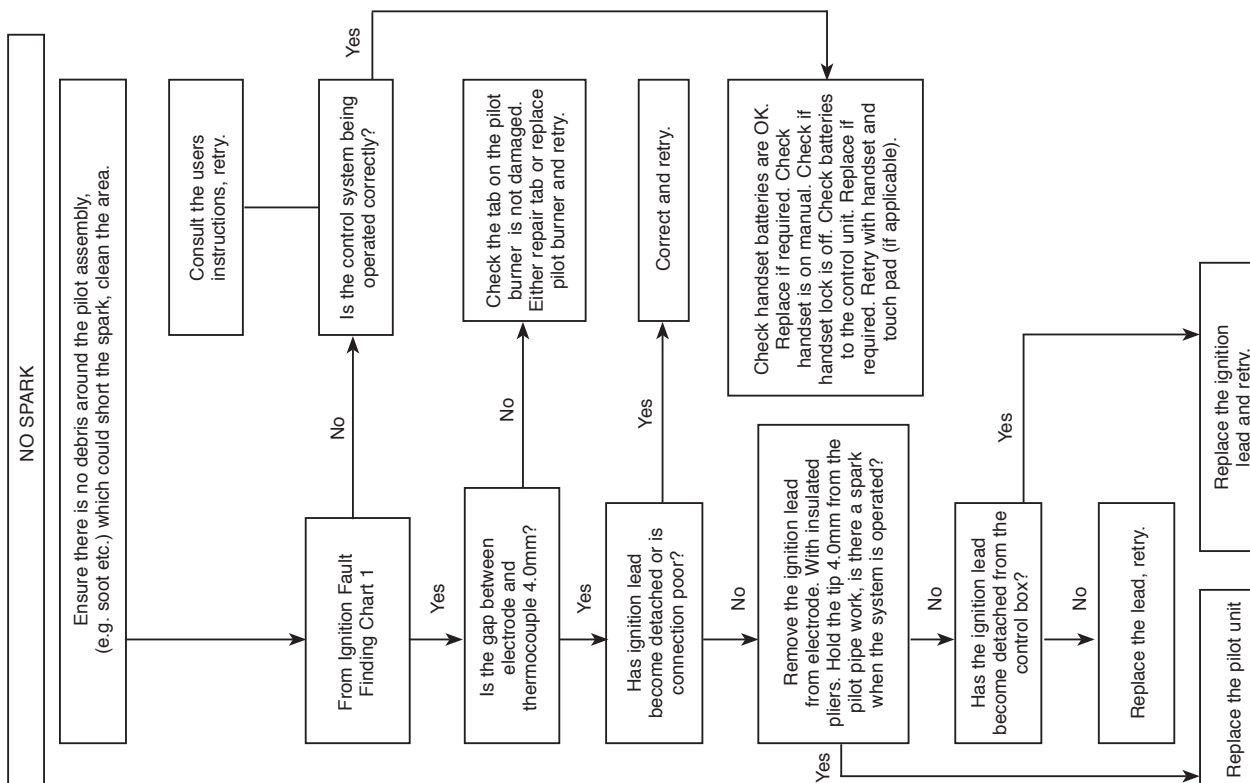 NO SPARK
Ensure there is no debris around the pilot assembly,
(e.g. soot etc.) which could short the spark, clean the area.
Consult the users
instructions, retry.
From Ignition Fault
Finding Chart 1
No
Is the control system being
operated correctly?
Yes
Yes
Is the gap between
electrode and
thermocouple 4.0mm?
No
Check the tab on the pilot
burner is not damaged.
Either repair tab or replace
pilot burner and retry.
Yes
Has ignition lead
become detached or is
connection poor?
Yes
Correct and retry.
No
Remove the ignition lead
from electrode. With insulated
pliers. Hold the tip 4.0mm from the
pilot pipe work, is there a spark
when the system is operated?
Check handset batteries are OK.
Replace if required. Check
handset is on manual. Check if
handset lock is off. Check batteries
to the control unit. Replace if
required. Retry with handset and
touch pad (if applicable).
Yes
No
Has the ignition lead
become detached from the
control box?
Yes
No
Replace the lead, retry.
Replace the pilot unit
Replace the ignition
lead and retry.